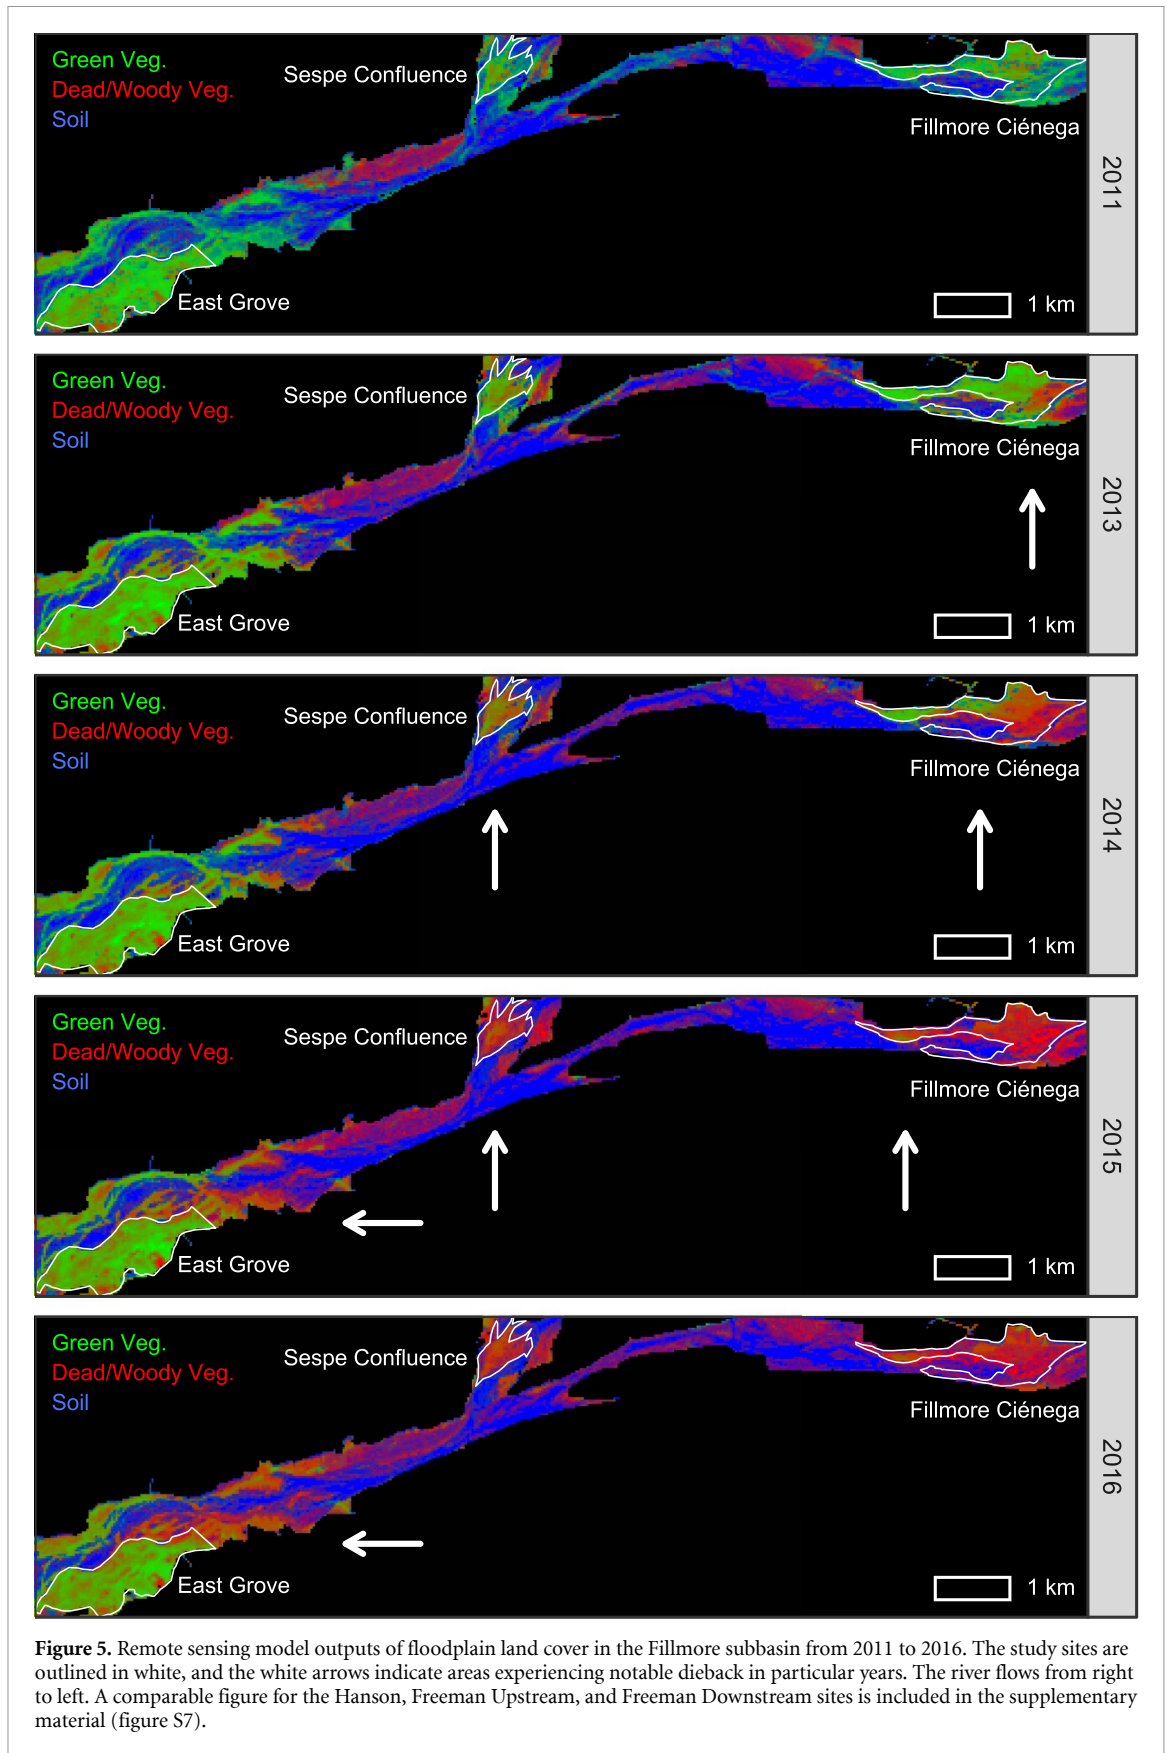 Green Veg.
Dead/Woody Veg.
Soil
Sespe Confluence
Fillmore Ciénega
East Grove
1 km
2011
Green Veg.
Dead/Woody Veg.
Soil
Sespe Confluence
Fillmore Ciénega
East Grove
1 km
2013
Green Veg.
Dead/Woody Veg.
Soil
Sespe Confluence
Fillmore Ciénega
East Grove
1 km
2014
Green Veg.
Dead/Woody Veg.
Soil
Sespe Confluence
Fillmore Ciénega
East Grove
1 km
2015
Green Veg.
Dead/Woody Veg.
Soil
Sespe Confluence
Fillmore Ciénega
East Grove
1 km
2016
Figure 5. Remote sensing model outputs of floodplain land cover in the Fillmore subbasin from 2011 to 2016. The study sites are
outlined in white, and the white arrows indicate areas experiencing notable dieback in particular years. The river flows from right
to left. A comparable figure for the Hanson, Freeman Upstream, and Freeman Downstream sites is included in the supplementary
material (figure S7).